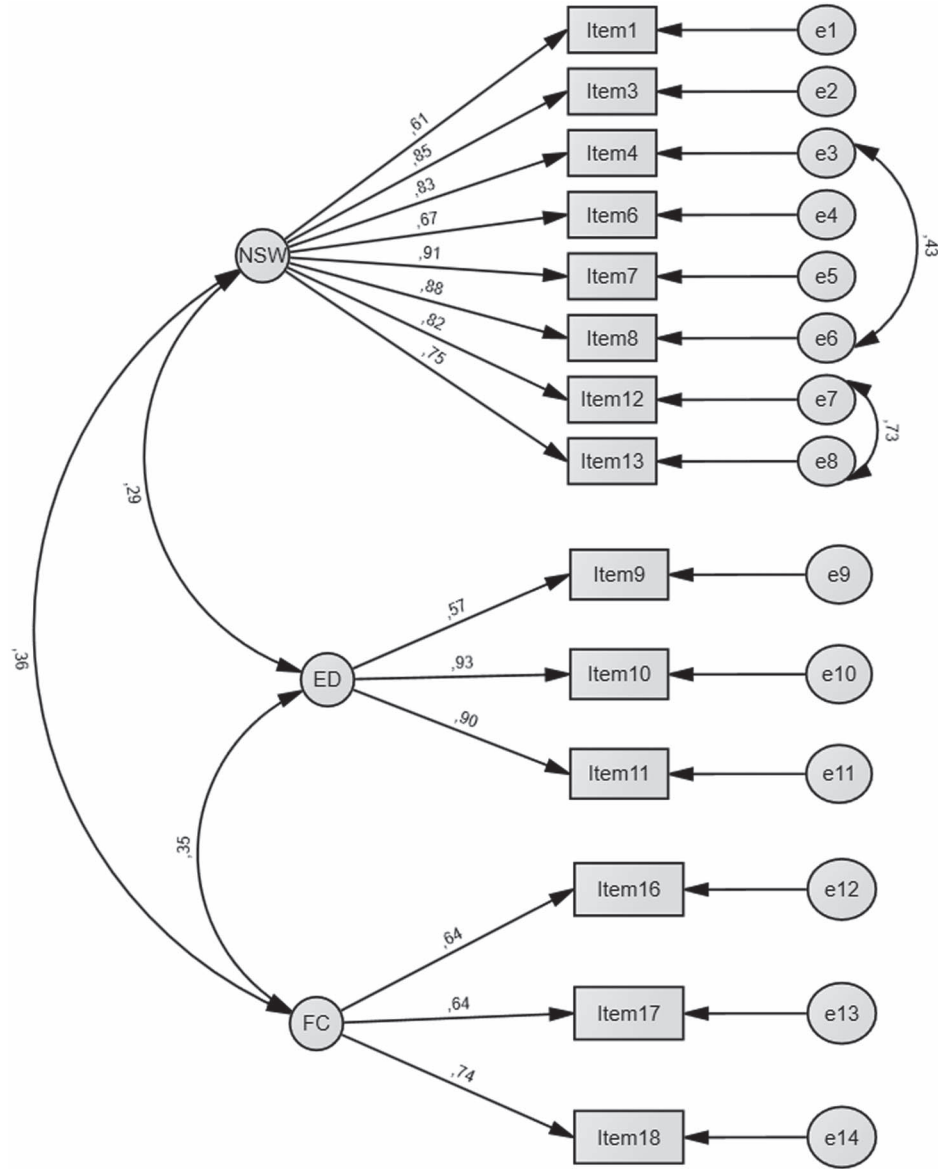 Item1 e1
,61
Item3 e2
,85
Item4 e3
,83
Item6 e4
,67
NSW
,91
Item7 e5
,43
,88
Item8 e6
,82
Item12 e7
,75
,73
Item13 e8
,29
Item9 e9
,57
,36
ED
,93
Item10 e10
,90
Item11 e11
,35
Item16 e12
,64
FC
,64
Item17 e13
,74
Item18 e14